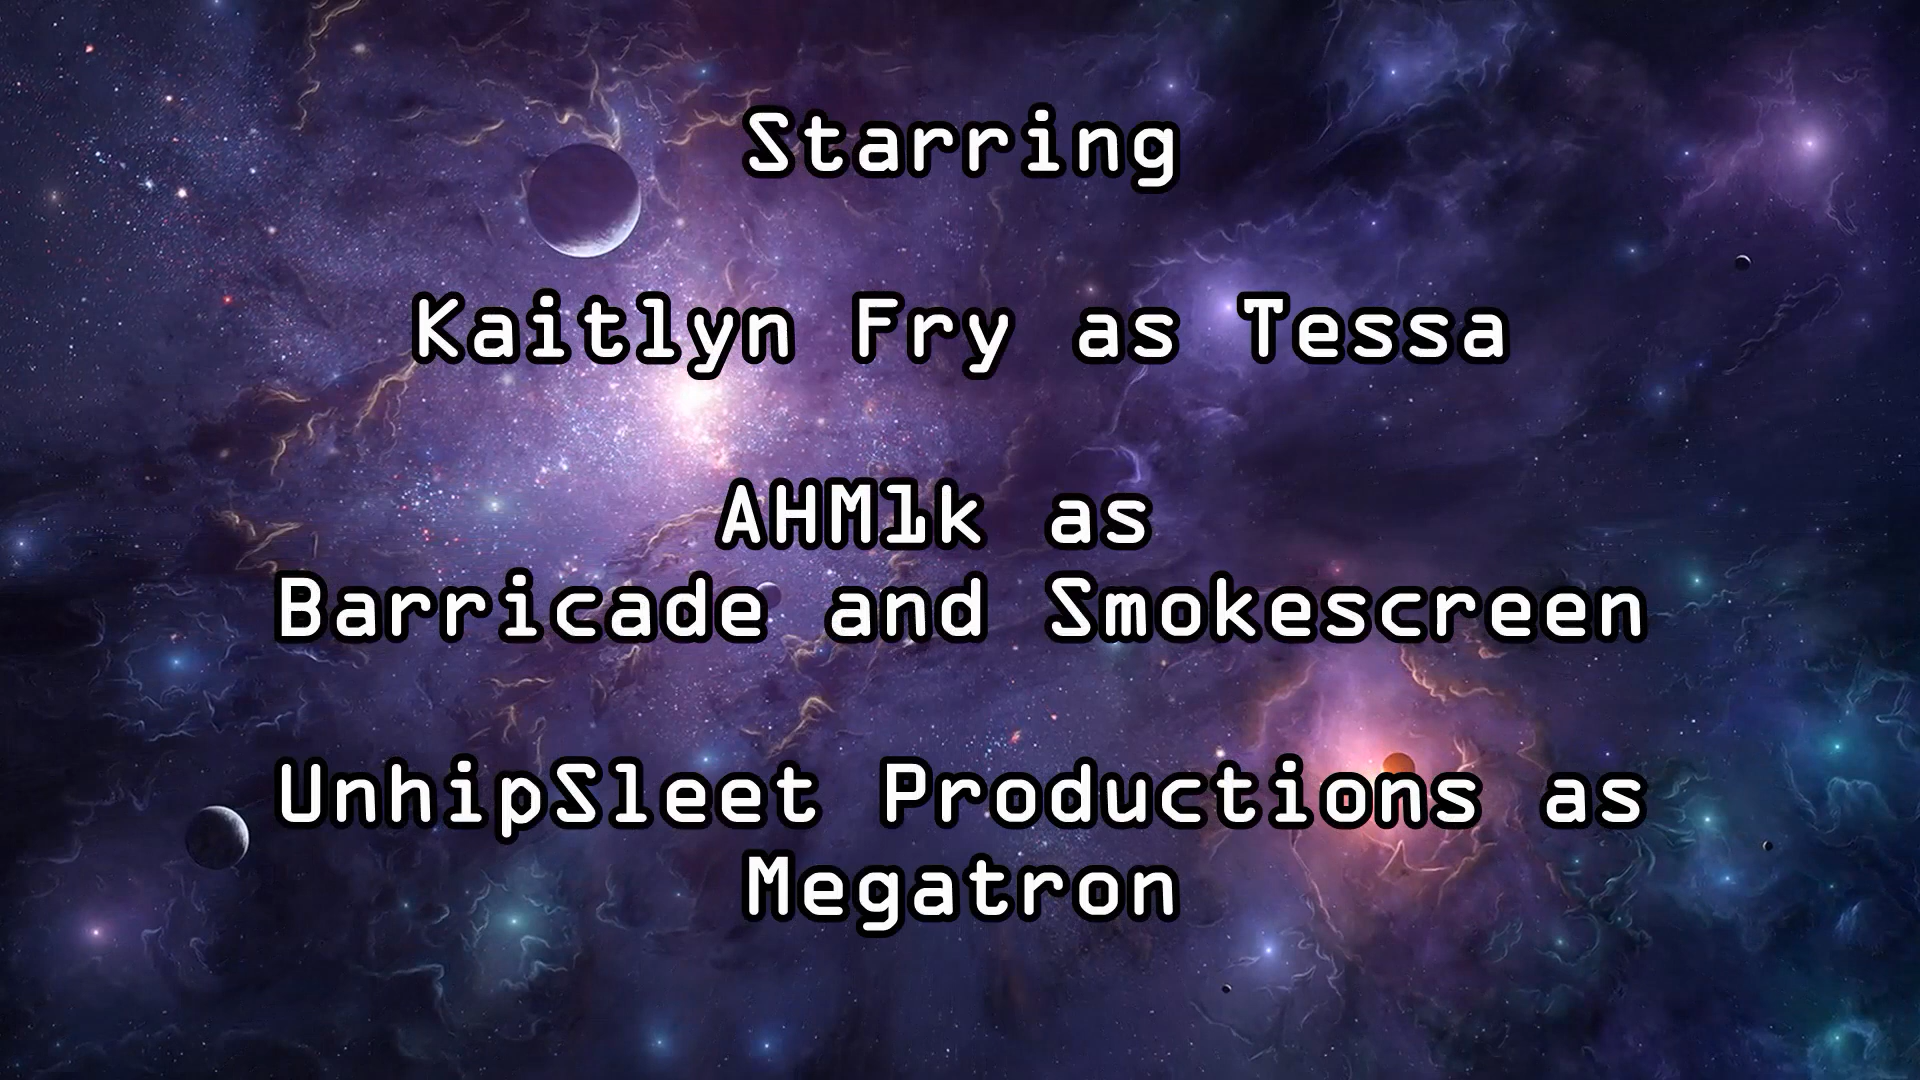 Starring
Kaitlyn Fry as Tessa
AHM1k as
Barricade and Smokescreen
UnhipSleet Productions as
Megatron